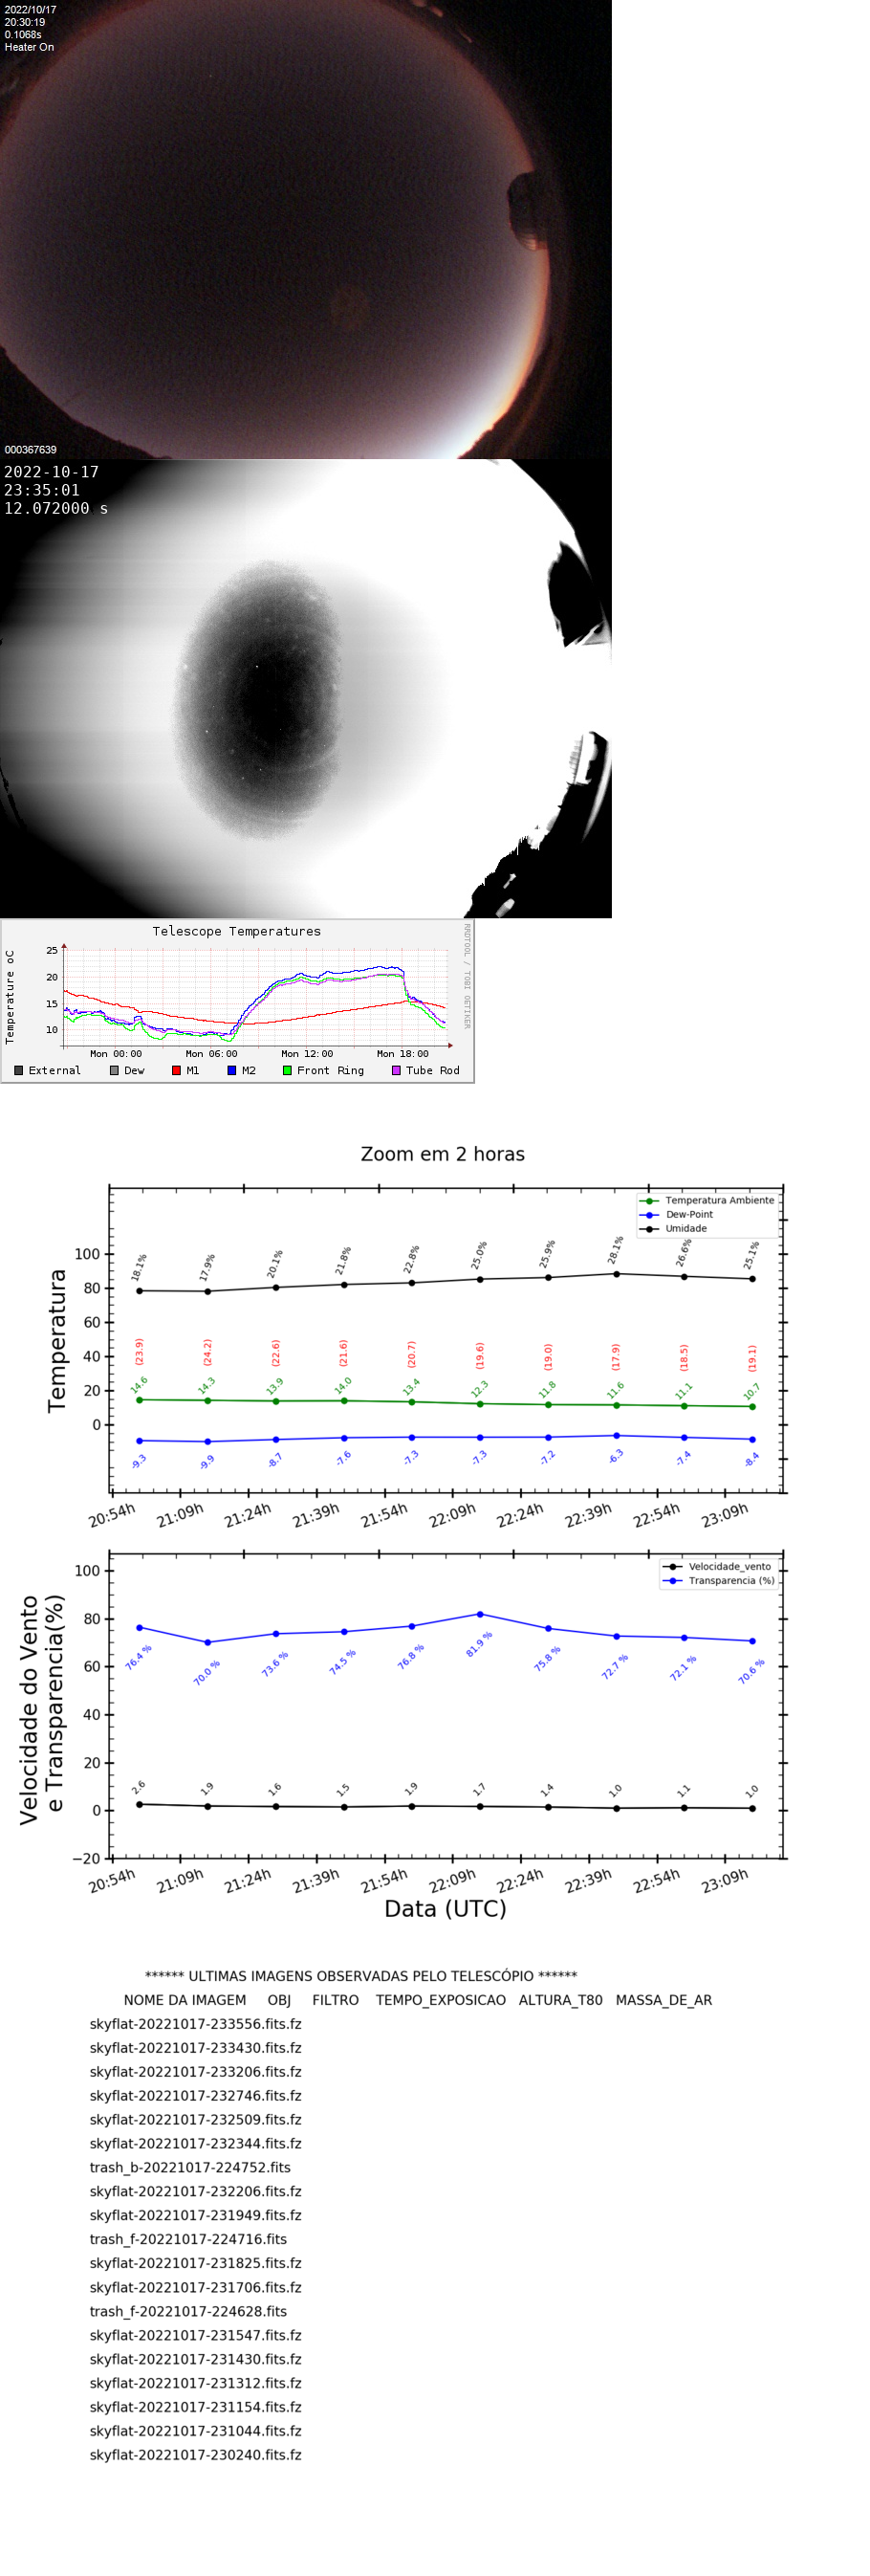 2022/10/17
20:30:19
0.1068s
Heater On
000367639
2022-10-17
23:35:01
12.072000 s
Telescope Temperatures
RRDTOOL / TOBI OETIKER
Temperature oC
25
20
15
10
Mon 00:00 Mon 06:00 Mon 12:00 Mon 18:00
External Dew M1 M2 Front Ring Tube Rod
Zoom em 2 horas
Temperatura
Temperatura Ambiente
Dew-Point
Umidade
100
80
60
40
20
0
18.1% 17.9% 20.1% 21.8% 22.8% 25.0% 25.9% 28.1% 26.6% 25.1%
(23.9) (24.2) (22.6) (21.6) (20.7) (19.6) (19.0) (17.9) (18.5) (19.1)
14.6 14.3 13.9 14.0 13.4 12.3 11.8 11.6 11.1 10.7
-9.3 -9.9 -8.7 -7.6 -7.3 -7.3 -7.2 -6.3 -7.4 -8.4
20:54h 21:09h 21:24h 21:39h 21:54h 22:09h 22:24h 22:39h 22:54h 23:09h
Velocidade do Vento
e Transparencia(%)
Velocidade_vento
Transparencia (%)
100
80
60
40
20
0
−20
76.4 % 70.0 % 73.6 % 74.5 % 76.8 % 81.9 % 75.8 % 72.7 % 72.1 % 70.6 %
2.6 1.9 1.6 1.5 1.9 1.7 1.4 1.0 1.1 1.0
20:54h 21:09h 21:24h 21:39h 21:54h 22:09h 22:24h 22:39h 22:54h 23:09h
Data (UTC)
****** ULTIMAS IMAGENS OBSERVADAS PELO TELESCÓPIO ******
NOME DA IMAGEM OBJ FILTRO TEMPO_EXPOSICAO ALTURA_T80 MASSA_DE_AR
skyflat-20221017-233556.fits.fz
skyflat-20221017-233430.fits.fz
skyflat-20221017-233206.fits.fz
skyflat-20221017-232746.fits.fz
skyflat-20221017-232509.fits.fz
skyflat-20221017-232344.fits.fz
trash_b-20221017-224752.fits
skyflat-20221017-232206.fits.fz
skyflat-20221017-231949.fits.fz
trash_f-20221017-224716.fits
skyflat-20221017-231825.fits.fz
skyflat-20221017-231706.fits.fz
trash_f-20221017-224628.fits
skyflat-20221017-231547.fits.fz
skyflat-20221017-231430.fits.fz
skyflat-20221017-231312.fits.fz
skyflat-20221017-231154.fits.fz
skyflat-20221017-231044.fits.fz
skyflat-20221017-230240.fits.fz